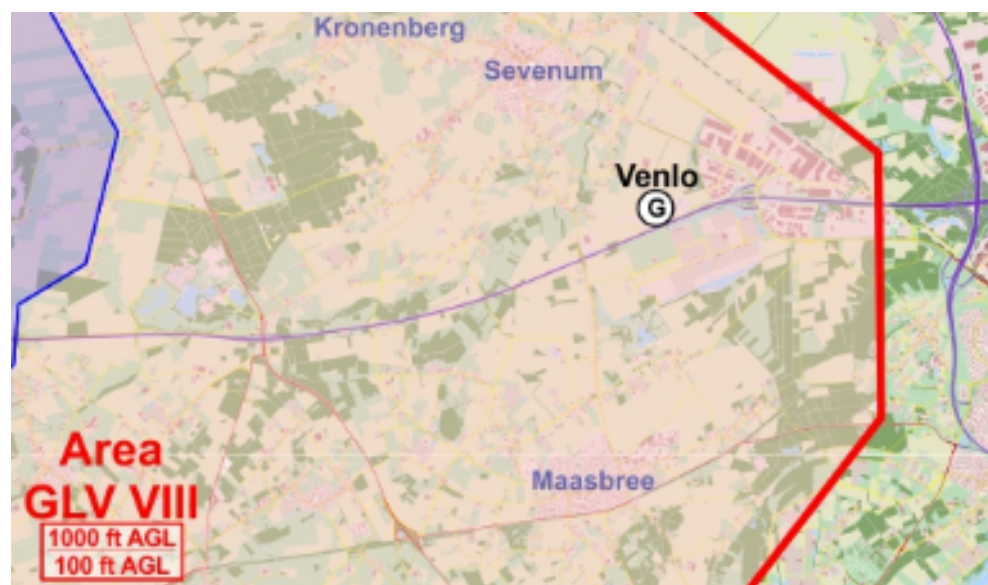 Kronenberg
Sevenum
Venlo
G
Maasbree
Area
GLV VIII
1000 ft AGL
100 ft AGL